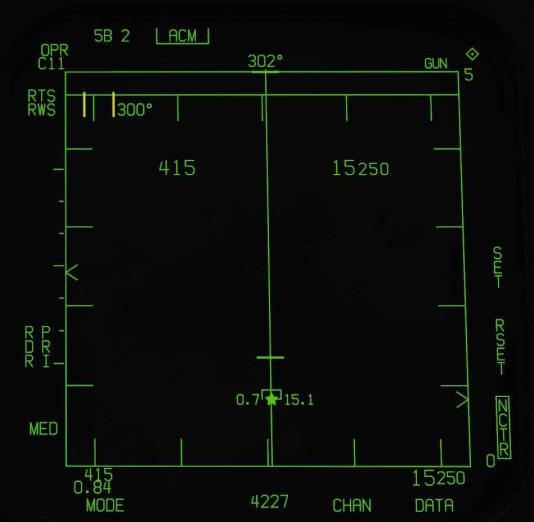 5B 2 ACM
OPR
C11
302°
GUN
5
RTS
RWS
300°
415 15250
SET
RSET
NCTR
RDR PRI
0.7 15.1
MED
0
415
0.84
15250
MODE 4227 CHAN DATA